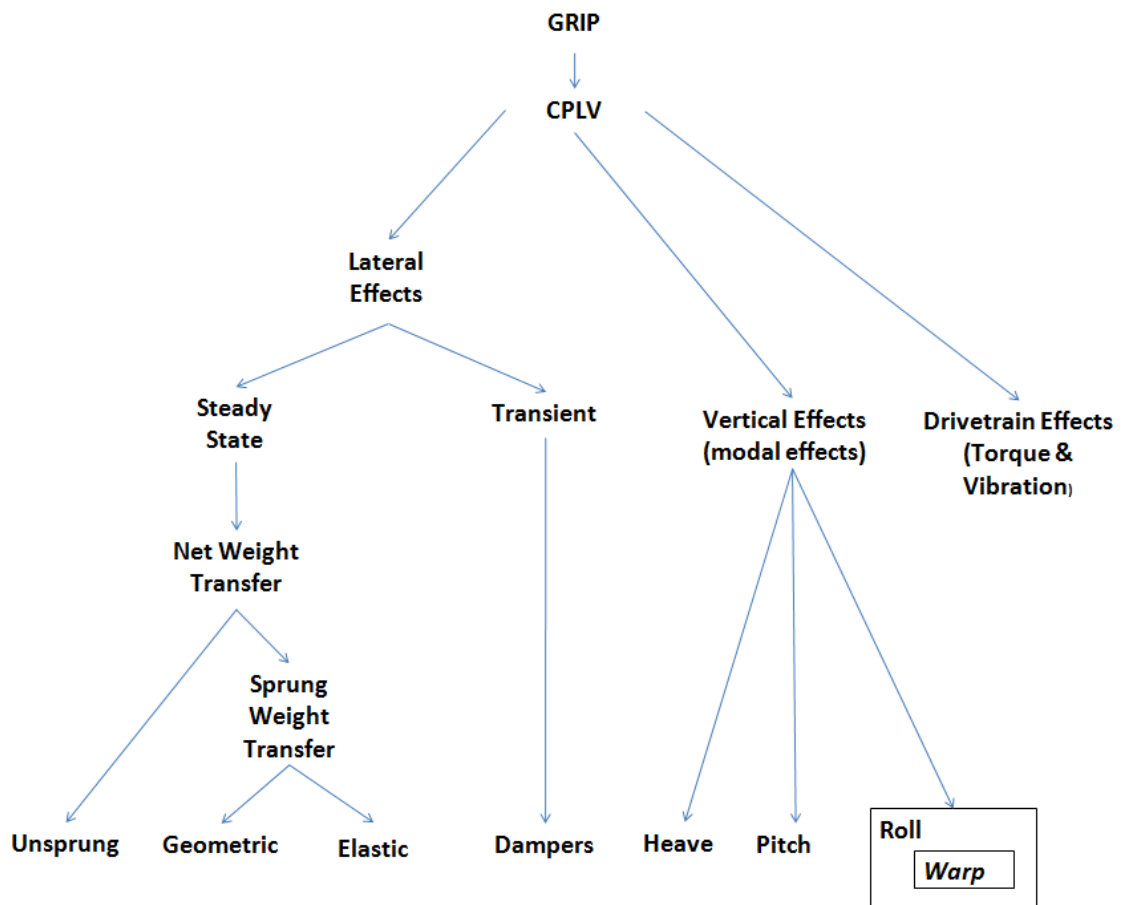 GRIP
CPLV
Lateral
Effects
Steady
State
Transient
Vertical Effects
(modal effects)
Drivetrain Effects
(Torque &
Vibration)
Net Weight
Transfer
Sprung
Weight
Transfer
Unsprung
Geometric
Elastic
Dampers
Heave
Pitch
Roll
Warp